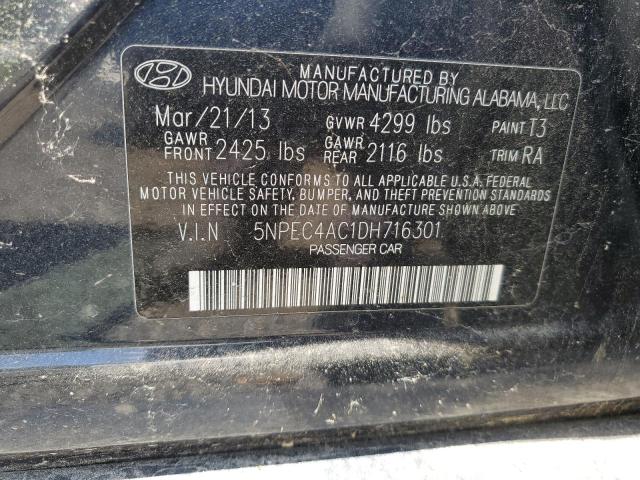 MANUFACTURED BY
HYUNDAI MOTOR MANUFACTURING ALABAMA, LLC
Mar/21/13 GVWR 4299 lbs PAINT T3
GAWR FRONT 2425 lbs GAWR REAR 2116 lbs TRIM RA
THIS VEHICLE CONFORMS TO ALL APPLICABLE U.S.A. FEDERAL
MOTOR VEHICLE SAFETY, BUMPER, AND THEFT PREVENTION STANDARDS
IN EFFECT ON THE DATE OF MANUFACTURE SHOWN ABOVE.
V.I.N 5NPEC4AC1DH716301
PASSENGER CAR